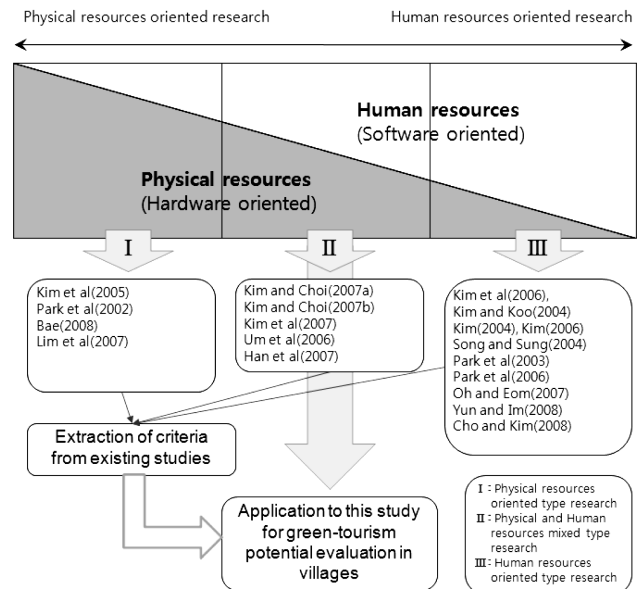 Physical resources oriented research
Human resources oriented research
Human resources
(Software oriented)
Physical resources
(Hardware oriented)
I
II
III
Kim et al(2005)
Park et al(2002)
Bae(2008)
Lim et al(2007)
Kim and Choi(2007a)
Kim and Choi(2007b)
Kim et al(2007)
Um et al(2006)
Han et al(2007)
Kim et al(2006),
Kim and Koo(2004)
Kim(2004), Kim(2006)
Song and Sung(2004)
Park et al(2003)
Park et al(2006)
Oh and Eom(2007)
Yun and Im(2008)
Cho and Kim(2008)
Extraction of criteria
from existing studies
Application to this study
for green-tourism
potential evaluation in
villages
I : Physical resources
oriented type research
II : Physical and Human
resources mixed type
research
III : Human resources
oriented type research